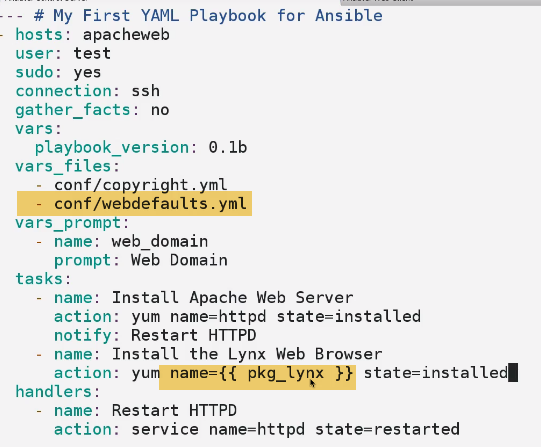 --- # My First YAML Playbook for Ansible
- hosts: apacheweb
  user: test
  sudo: yes
  connection: ssh
  gather_facts: no
  vars:
    playbook_version: 0.1b
  vars_files:
    - conf/copyright.yml
    - conf/webdefaults.yml
  vars_prompt:
    - name: web_domain
      prompt: Web Domain
  tasks:
    - name: Install Apache Web Server
      action: yum name=httpd state=installed
      notify: Restart HTTPD
    - name: Install the Lynx Web Browser
      action: yum name={{ pkg_lynx }} state=installed
  handlers:
    - name: Restart HTTPD
      action: service name=httpd state=restarted